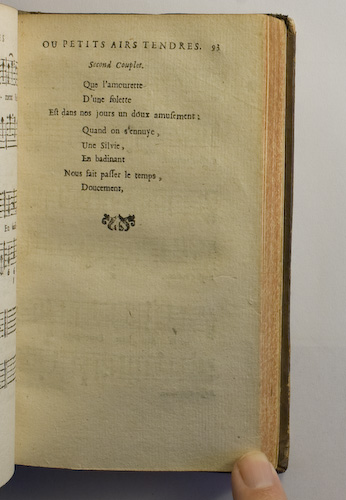 OU PETITS AIRS TENDRES. 93
Second Couplet.
Que l'amourette
D'une folette
Est dans nos jours un doux amusement;
Quand on s'ennuye,
Une Silvie,
En badinant
Nous fait passer le temps,
Doucement,